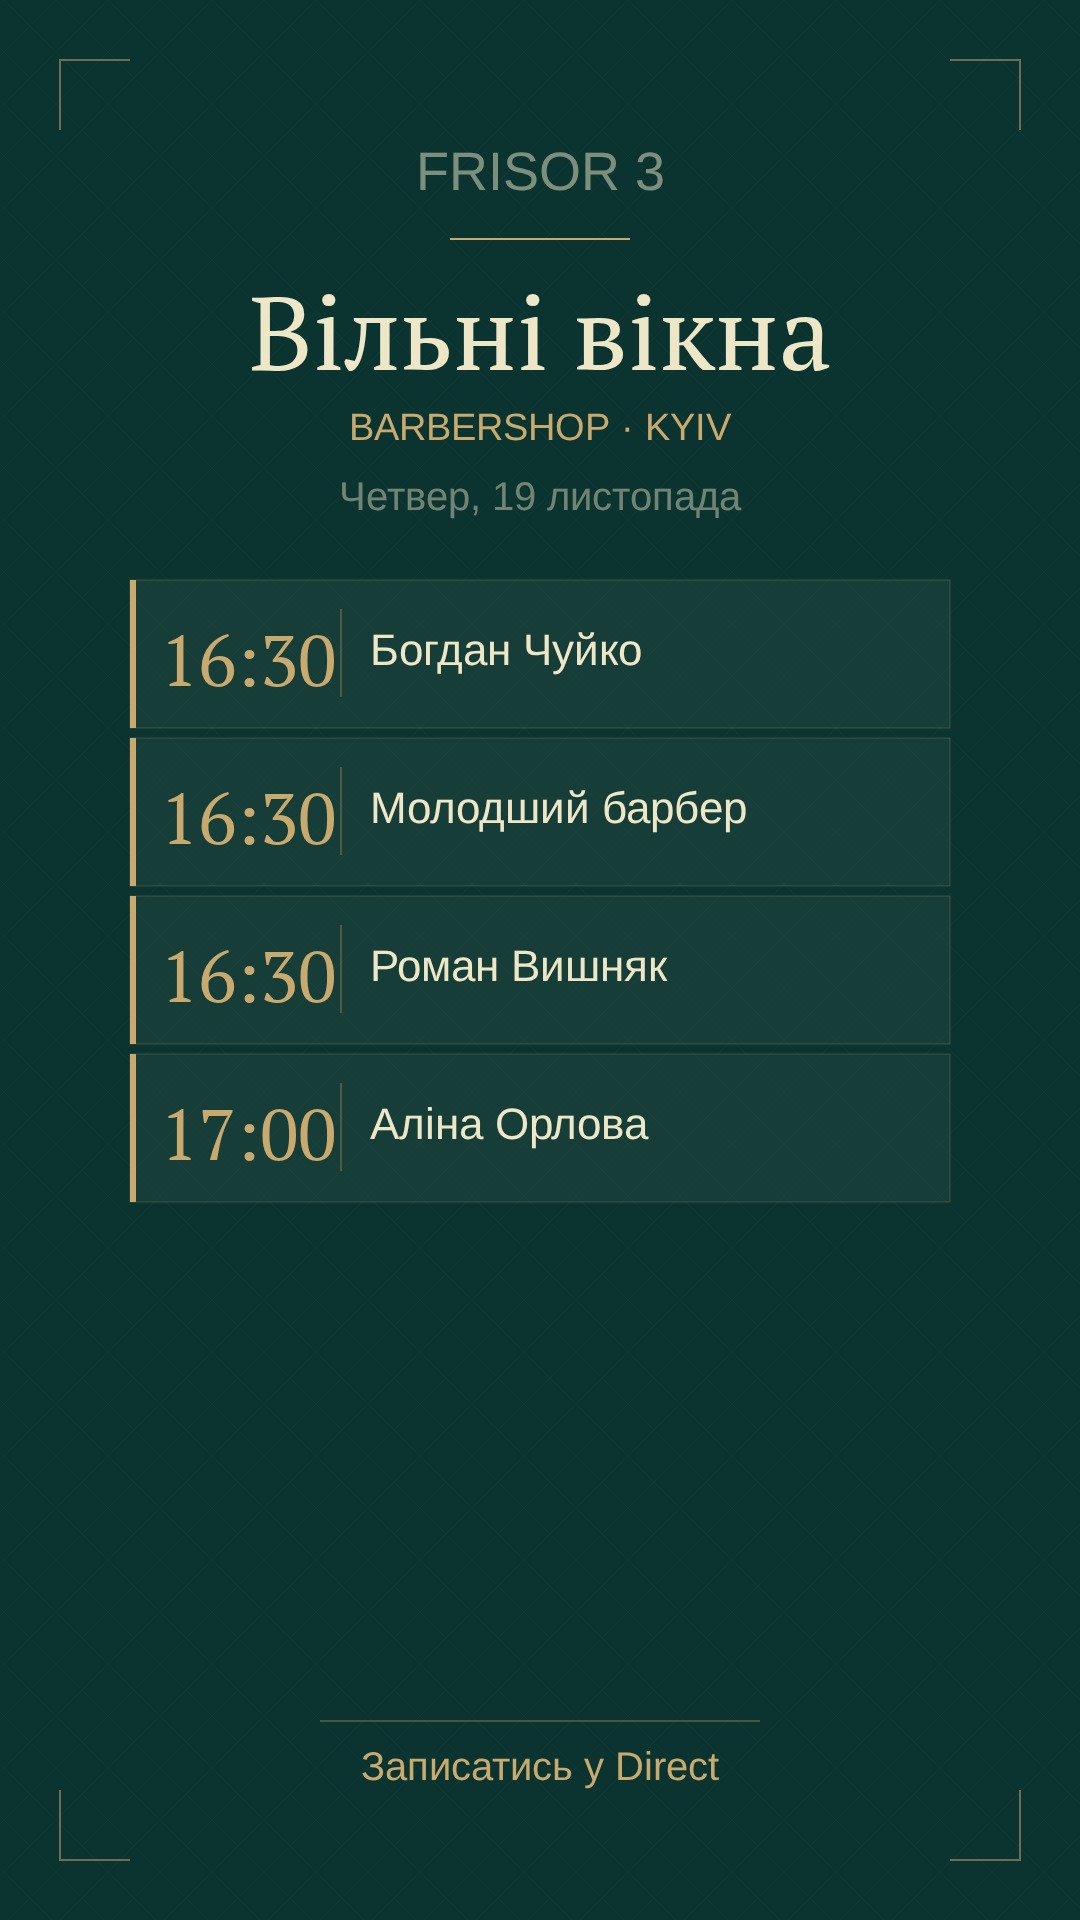 FRISOR 3
Вільні вікна
BARBERSHOP · KYIV
Четвер, 19 листопада
16:30 Богдан Чуйко
16:30 Молодший барбер
16:30 Роман Вишняк
17:00 Аліна Орлова
Записатись у Direct